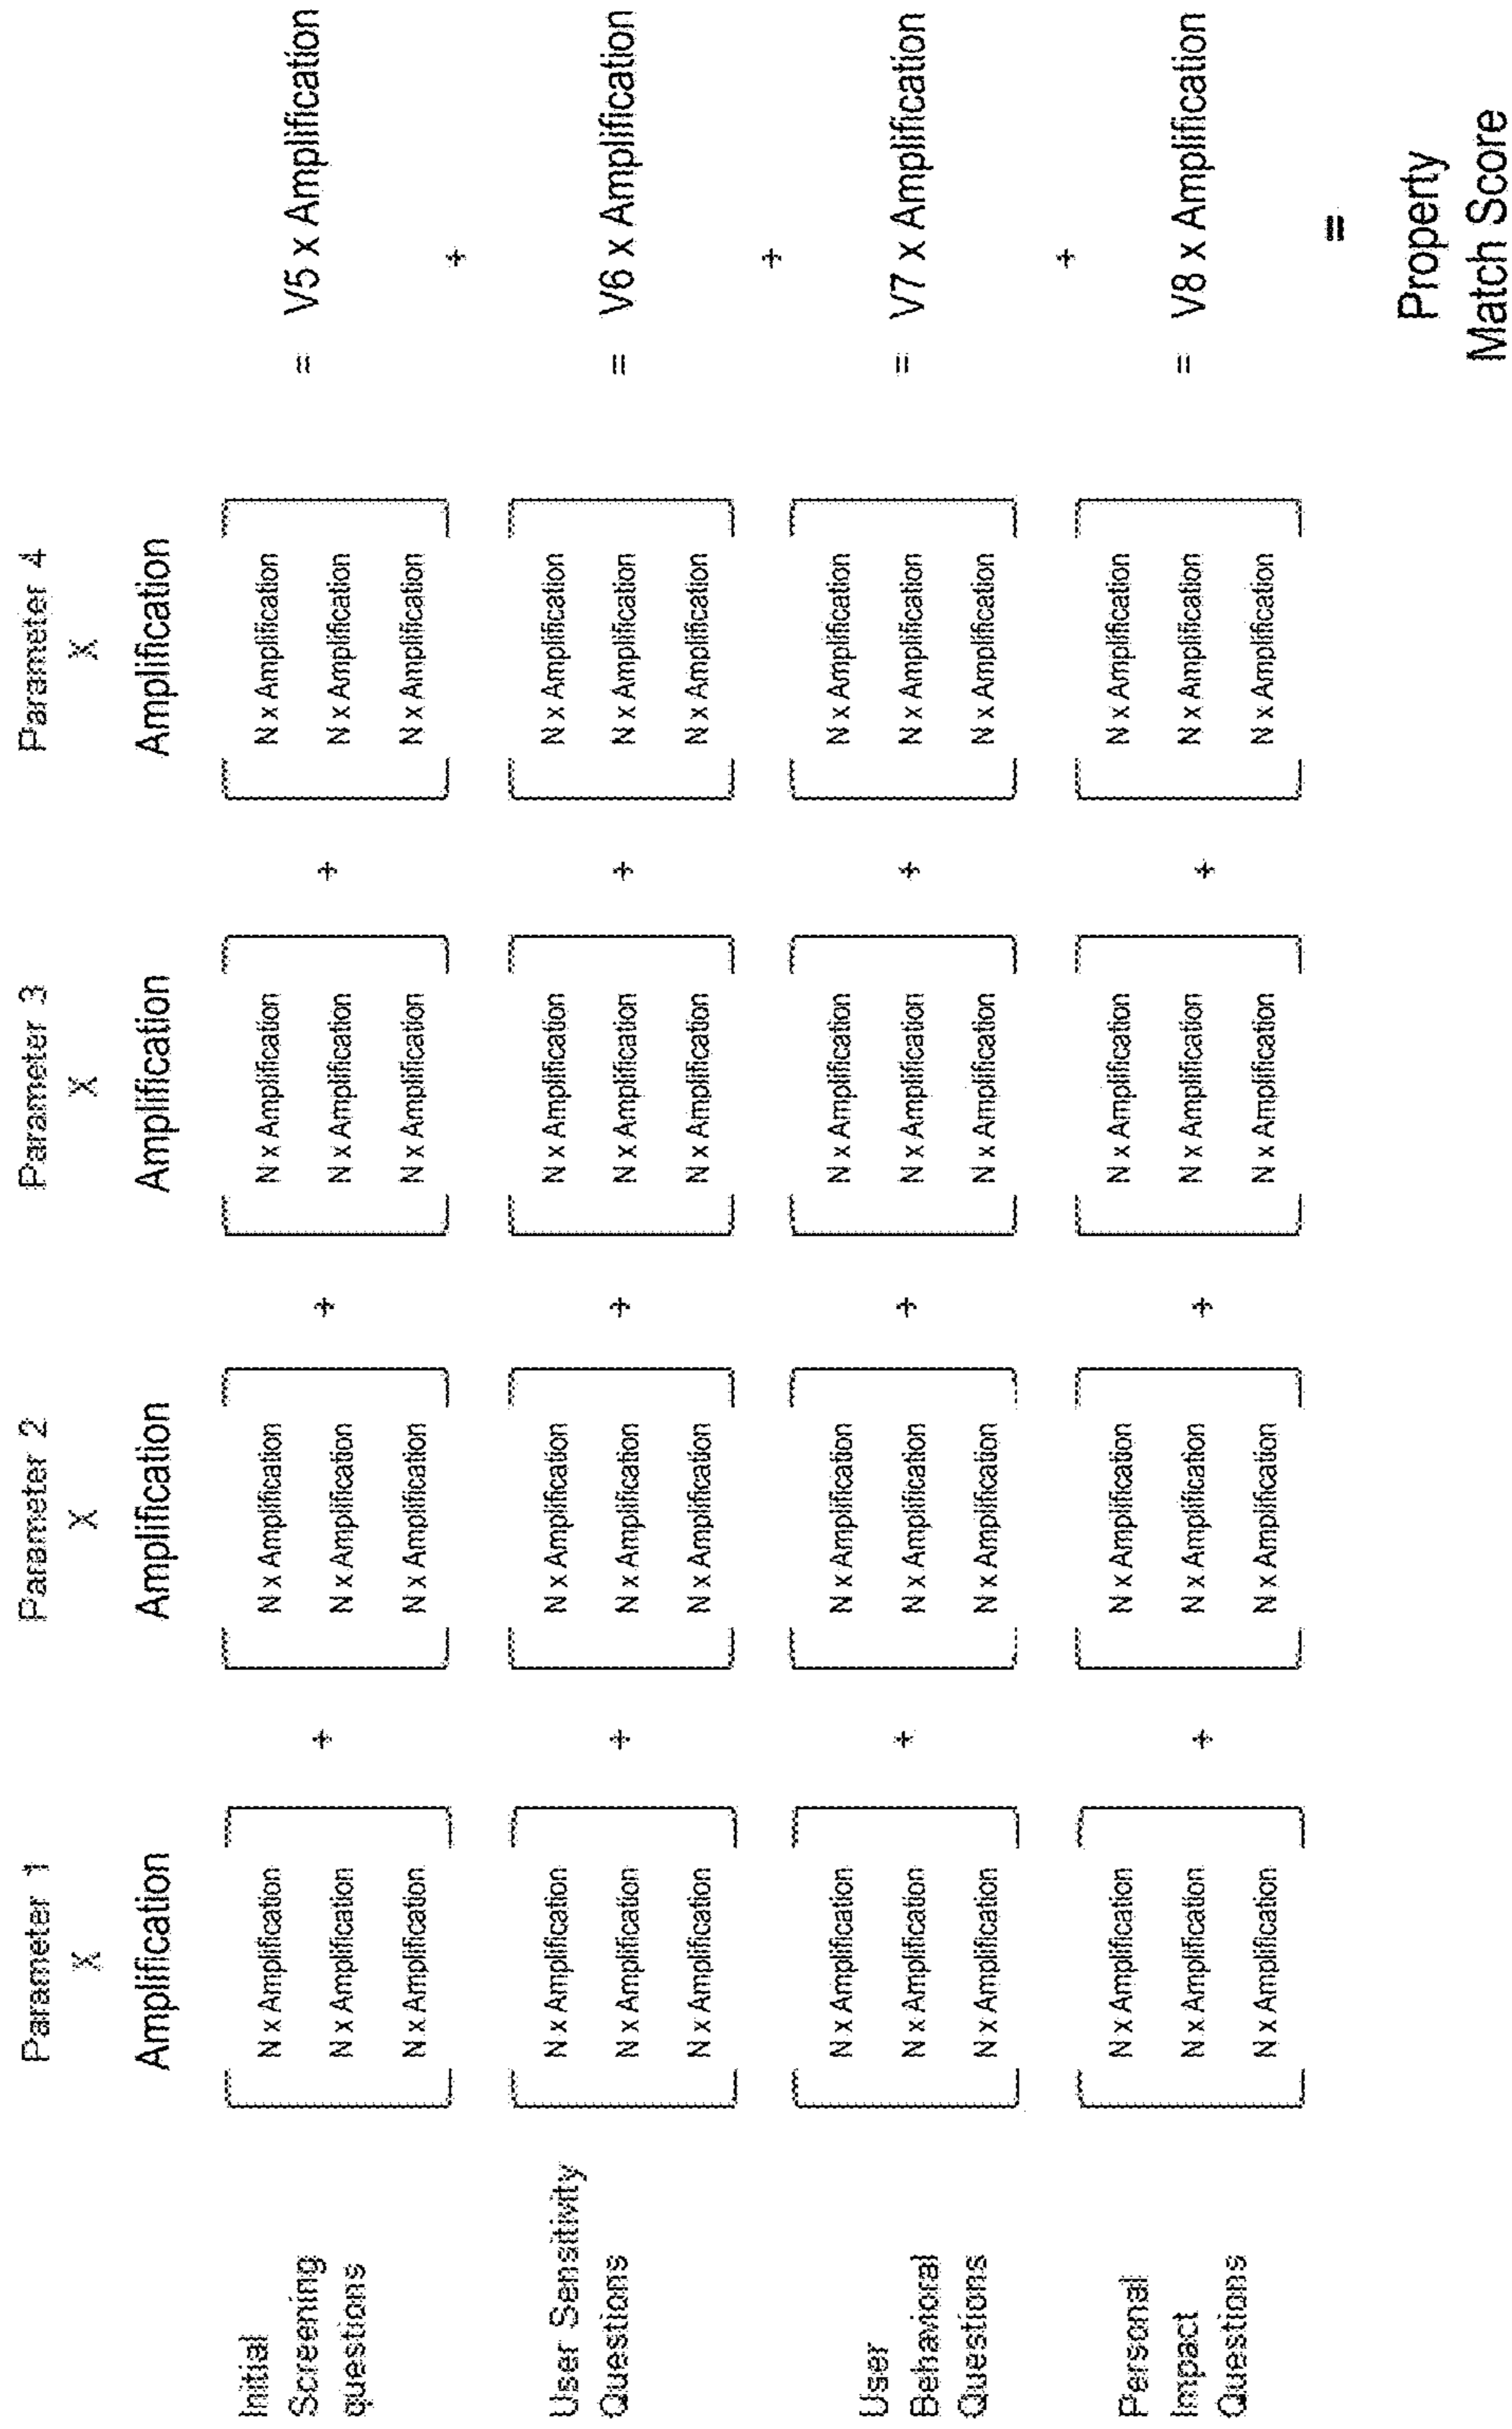 Parameter 1
X
Amplification
Parameter 2
X
Amplification
Parameter 3
X
Amplification
Parameter 4
X
Amplification
Initial
Screening
questions
N x Amplification
N x Amplification
N x Amplification
+
N x Amplification
N x Amplification
N x Amplification
+
N x Amplification
N x Amplification
N x Amplification
+
N x Amplification
N x Amplification
N x Amplification
= V5 x Amplification
+
User Sensitivity
Questions
N x Amplification
N x Amplification
N x Amplification
+
N x Amplification
N x Amplification
N x Amplification
+
N x Amplification
N x Amplification
N x Amplification
+
N x Amplification
N x Amplification
N x Amplification
= V6 x Amplification
+
User
Behavioral
Questions
N x Amplification
N x Amplification
N x Amplification
+
N x Amplification
N x Amplification
N x Amplification
+
N x Amplification
N x Amplification
N x Amplification
+
N x Amplification
N x Amplification
N x Amplification
= V7 x Amplification
+
Personal
Impact
Questions
N x Amplification
N x Amplification
N x Amplification
+
N x Amplification
N x Amplification
N x Amplification
+
N x Amplification
N x Amplification
N x Amplification
+
N x Amplification
N x Amplification
N x Amplification
= V8 x Amplification
=
Property
Match Score